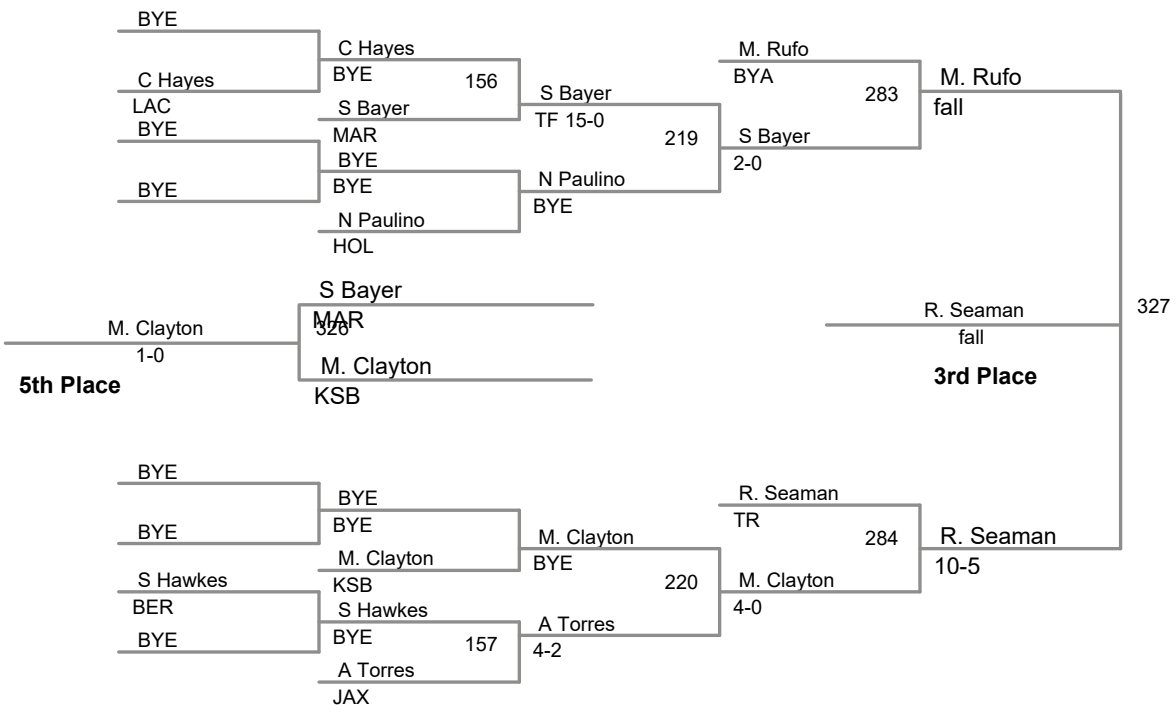 BYE
C Hayes
LAC
BYE
BYE
C Hayes
BYE
156
S Bayer
MAR
BYE
BYE
N Paulino
HOL
S Bayer
TF 15-0
219
N Paulino
BYE
M. Rufo
BYA
283
S Bayer
2-0
M. Rufo
fall
S Bayer
MAR
326
M. Clayton
KSB
M. Clayton
1-0
5th Place
R. Seaman
fall
3rd Place
327
BYE
BYE
S Hawkes
BER
BYE
BYE
BYE
M. Clayton
KSB
S Hawkes
BYE
157
A Torres
JAX
M. Clayton
BYE
220
A Torres
4-2
R. Seaman
TR
284
M. Clayton
4-0
R. Seaman
10-5